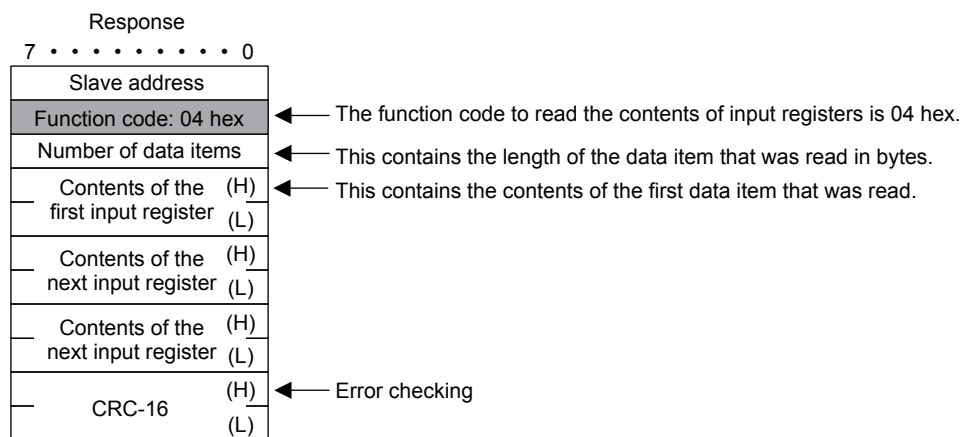 Response
7 • • • • • • • • • 0
Slave address
Function code: 04 hex
The function code to read the contents of input registers is 04 hex.
Number of data items
This contains the length of the data item that was read in bytes.
Contents of the (H)
This contains the contents of the first data item that was read.
first input register (L)
Contents of the (H)
next input register (L)
Contents of the (H)
next input register (L)
CRC-16 (H)
Error checking
(L)